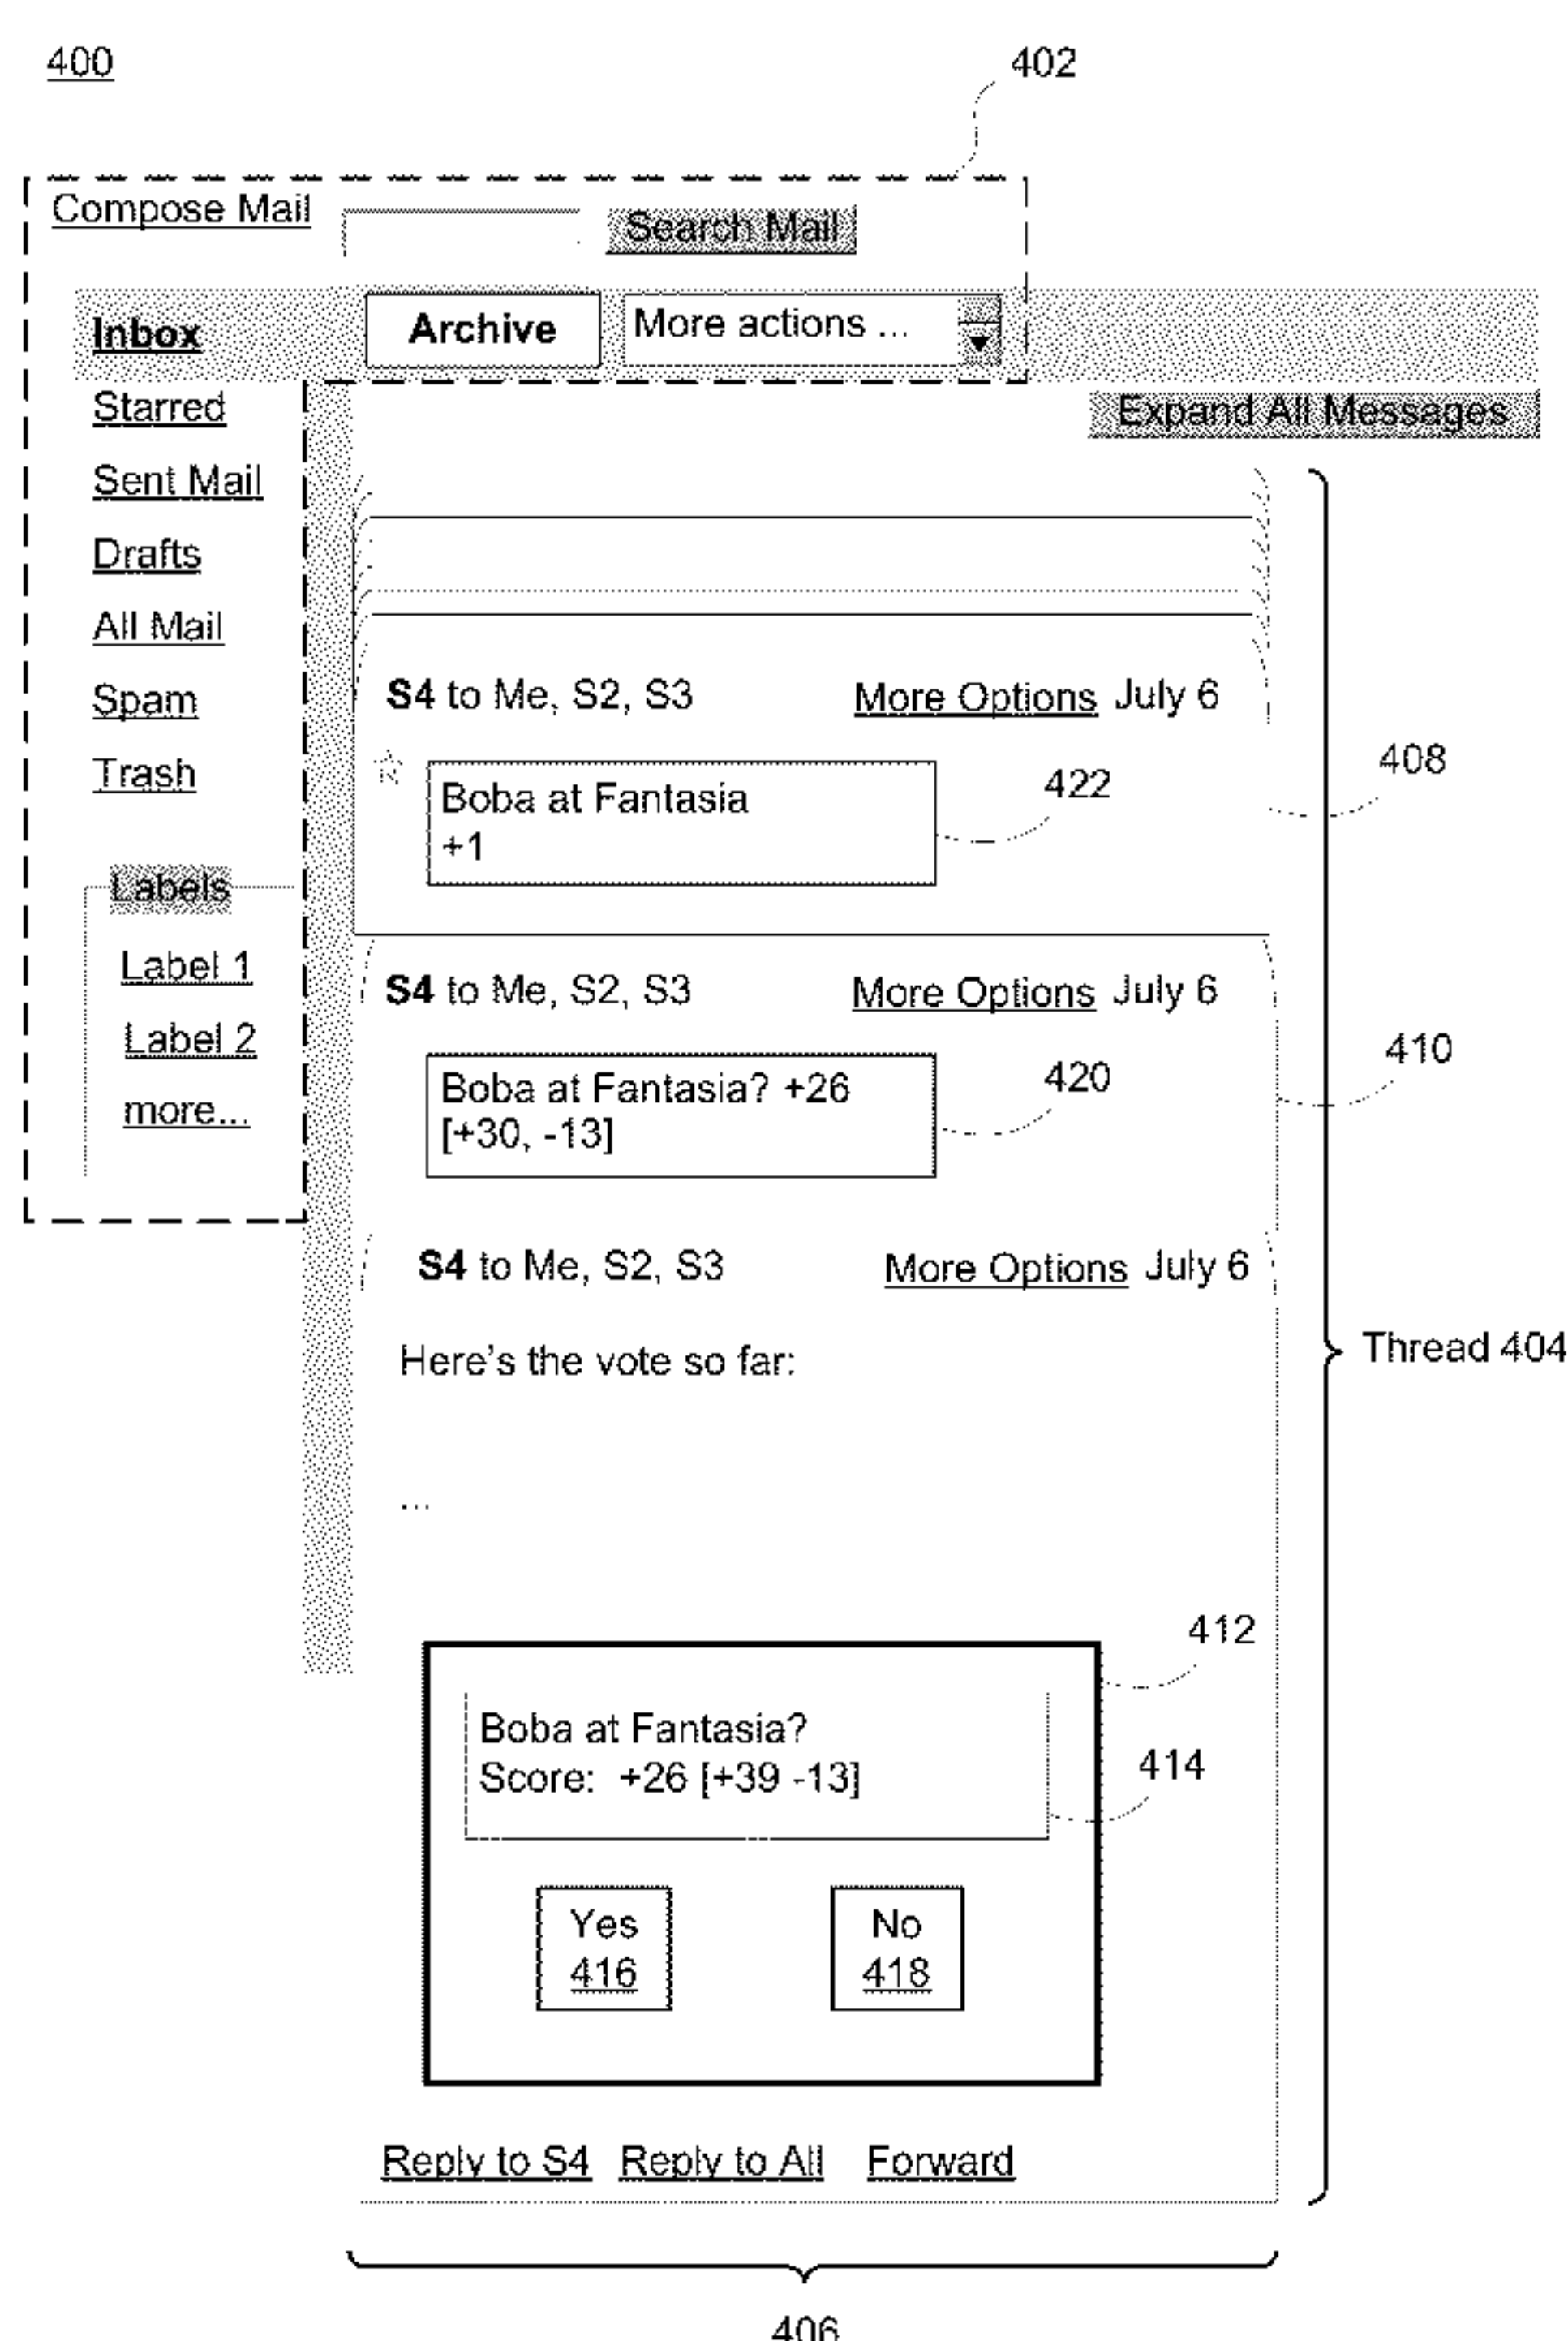 400
402
Compose Mail
Search Mail
Inbox
Archive
More actions ...
Starred
Expand All Messages
Sent Mail
Drafts
All Mail
Spam
Trash
Labels
Label 1
Label 2
more...
S4 to Me, S2, S3 More Options July 6
408
Boba at Fantasia
+1
422
S4 to Me, S2, S3 More Options July 6
410
Boba at Fantasia? +26
[+30, -13]
420
S4 to Me, S2, S3 More Options July 6
Thread 404
Here's the vote so far:
...
412
Boba at Fantasia?
Score: +26 [+39 -13]
414
Yes
416
No
418
Reply to S4 Reply to All Forward
406